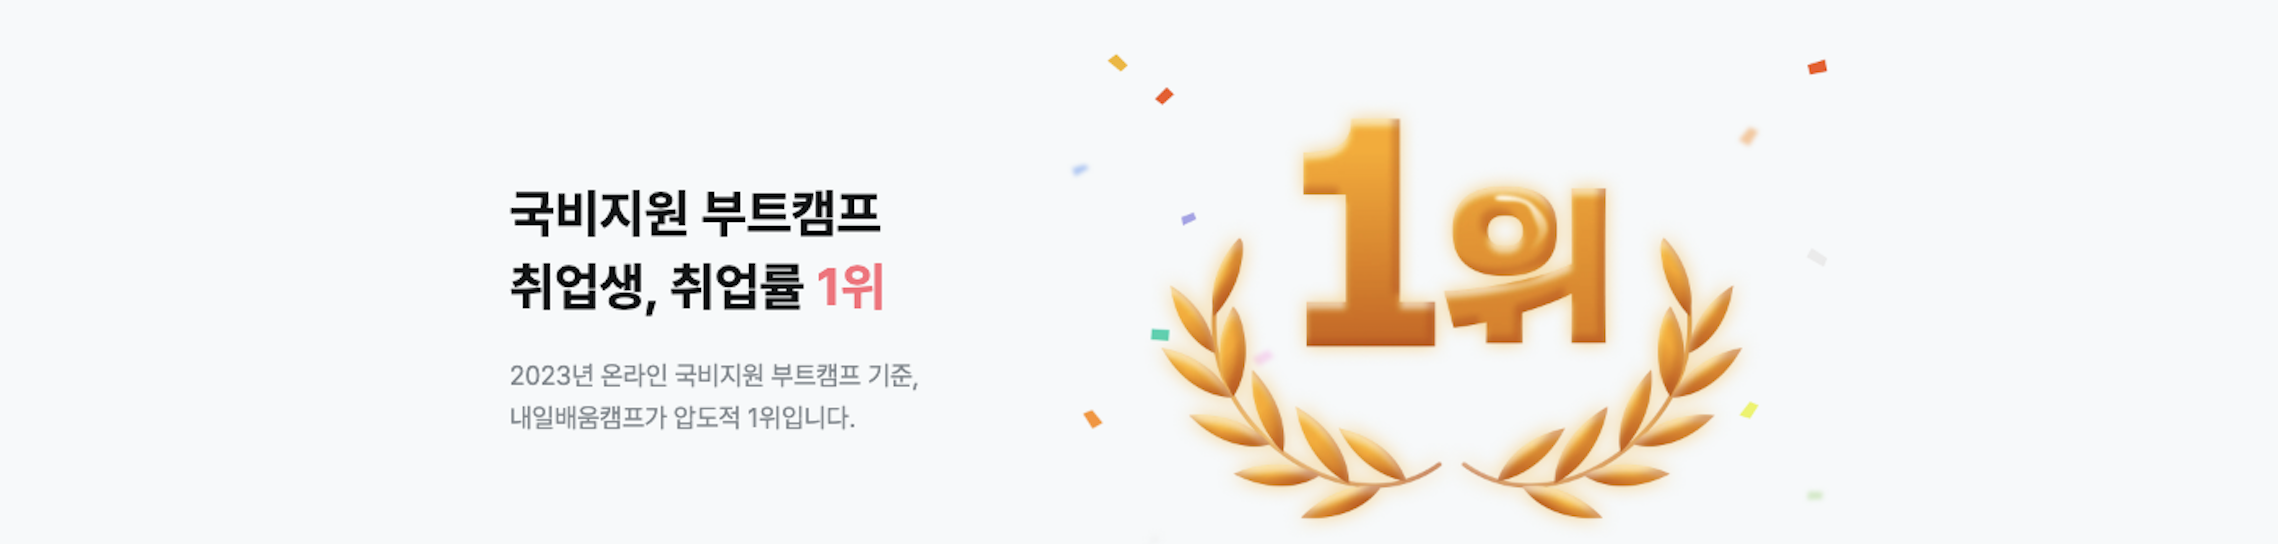 국비지원 부트캠프
취업생, 취업률 1위
2023년 온라인 국비지원 부트캠프 기준,
내일배움캠프가 압도적 1위입니다.
1위